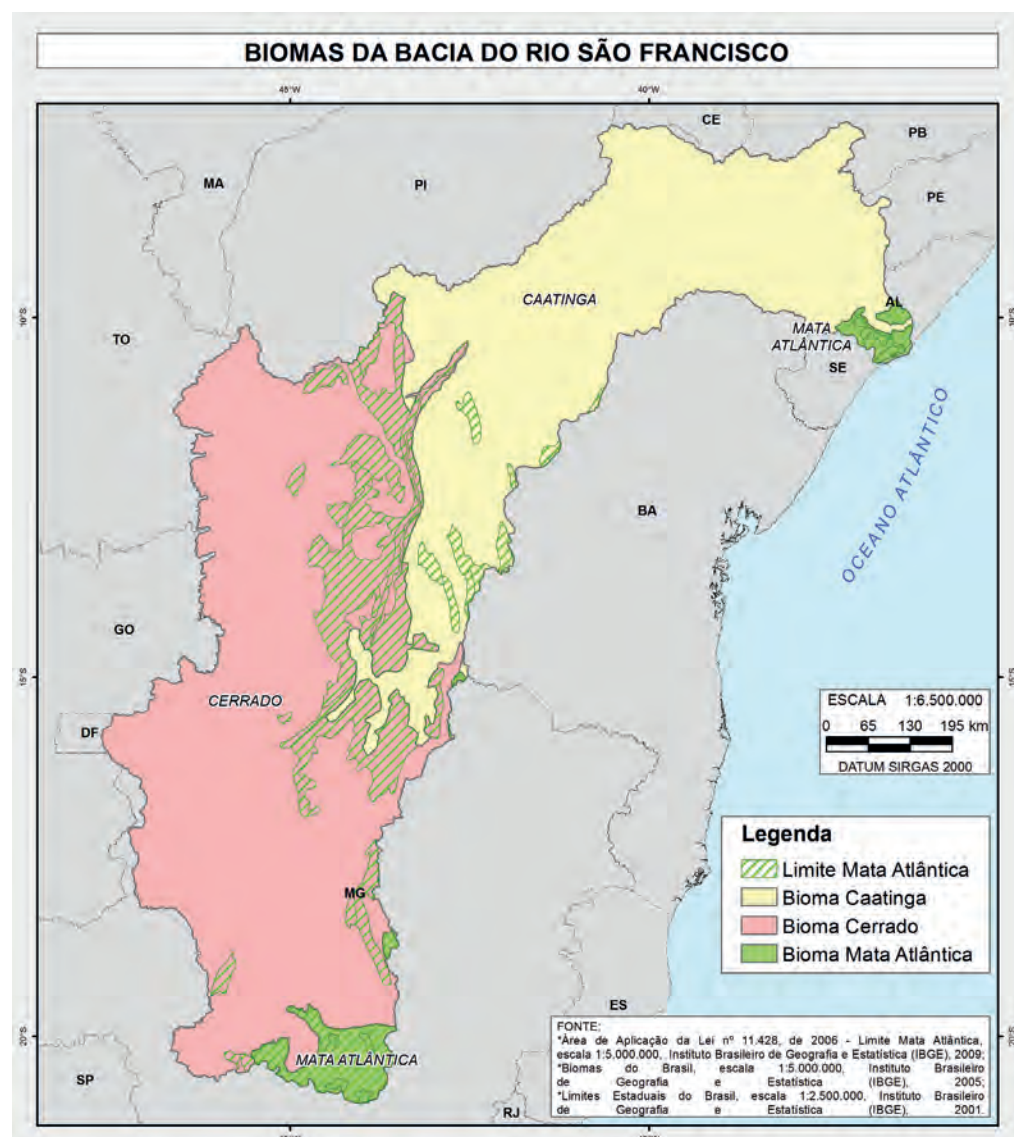 BIOMAS DA BACIA DO RIO SÃO FRANCISCO
45°W
40°W
CE
PB
MA
PI
PE
CAATINGA
AL
10°S
10°S
MATA
ATLÂNTICA
TO
SE
OCEANO ATLÂNTICO
BA
GO
15°S
15°S
CERRADO
ESCALA 1:6.500.000
0 65 130 195 km
DATUM SIRGAS 2000
DF
Legenda
Limite Mata Atlântica
Bioma Caatinga
Bioma Cerrado
Bioma Mata Atlântica
MG
ES
20°S
20°S
MATA ATLÂNTICA
SP
RJ
FONTE:
*Área de Aplicação da Lei nº 11.428, de 2006 - Limite Mata Atlântica,
escala 1:5.000.000, Instituto Brasileiro de Geografia e Estatística (IBGE), 2009;
*Biomas do Brasil, escala 1:5.000.000, Instituto Brasileiro
de Geografia e Estatística (IBGE), 2005;
*Limites Estaduais do Brasil, escala 1:2.500.000, Instituto Brasileiro
de Geografia e Estatística (IBGE), 2001.